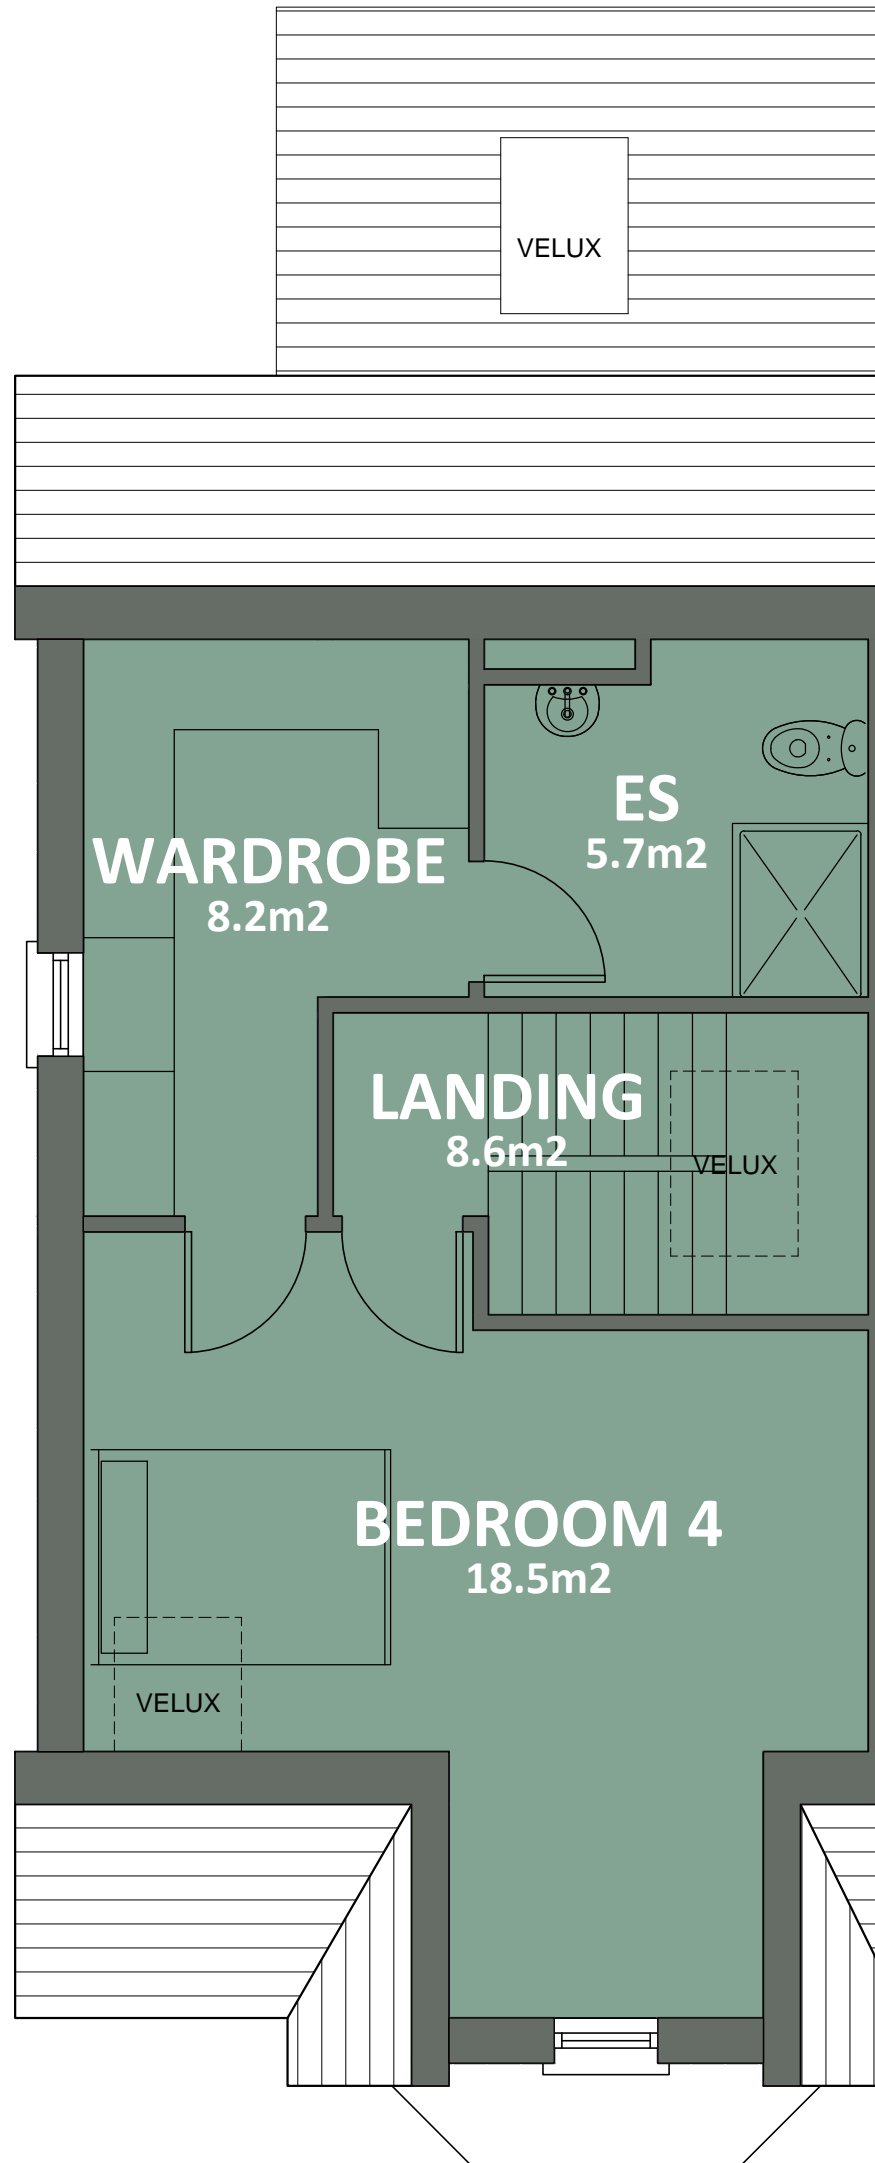 VELUX
ES
5.7m2
WARDROBE
8.2m2
LANDING
8.6m2
VELUX
BEDROOM 4
18.5m2
VELUX